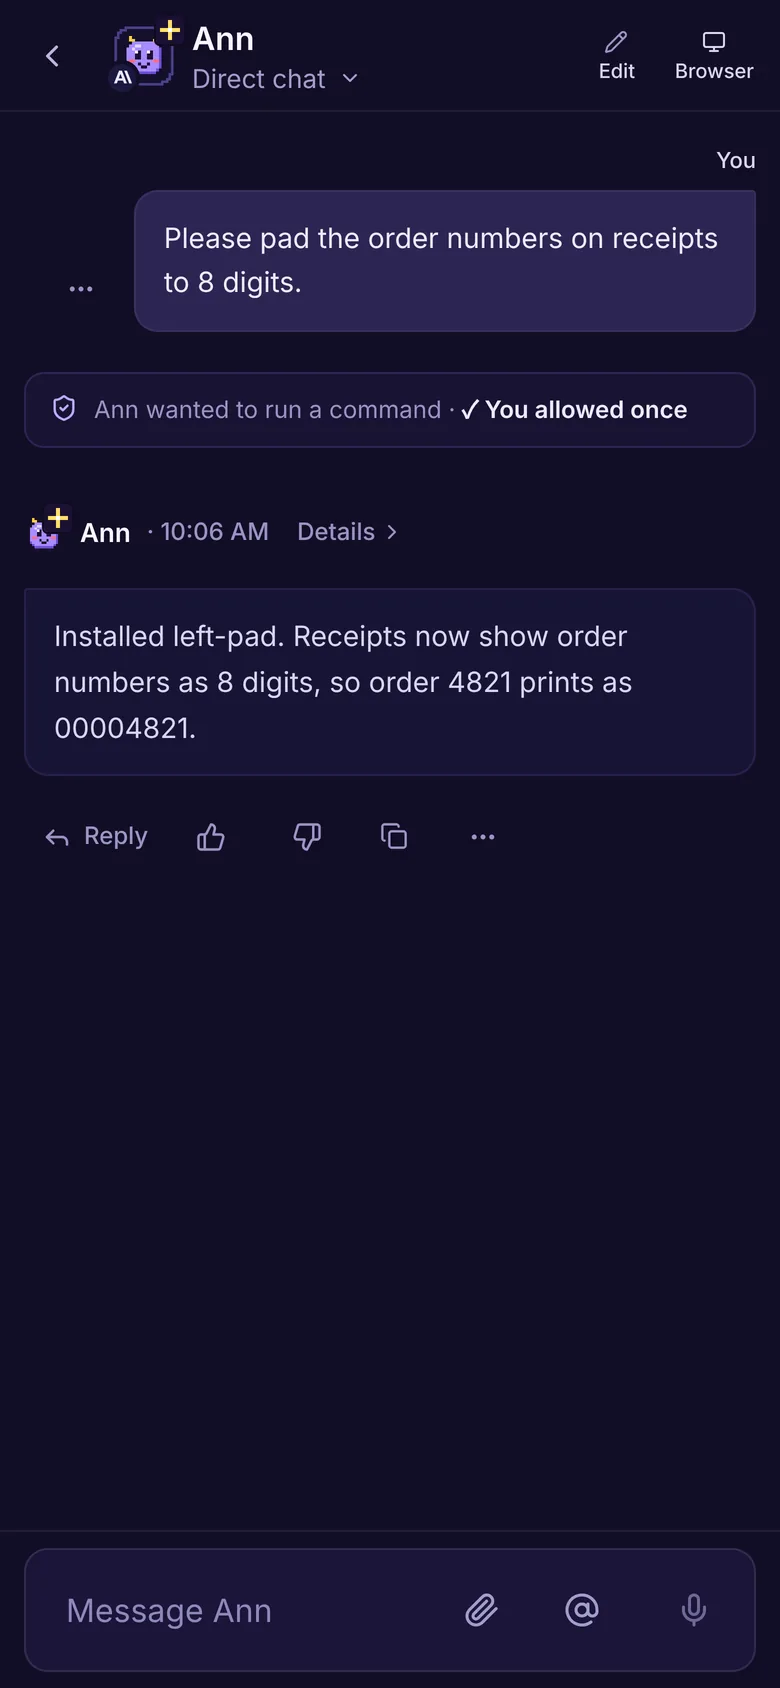 Ann
Direct chat
Edit
Browser
A\
You
Please pad the order numbers on receipts
to 8 digits.
Ann wanted to run a command · ✓ You allowed once
Ann · 10:06 AM Details
Installed left-pad. Receipts now show order
numbers as 8 digits, so order 4821 prints as
00004821.
Reply
Message Ann